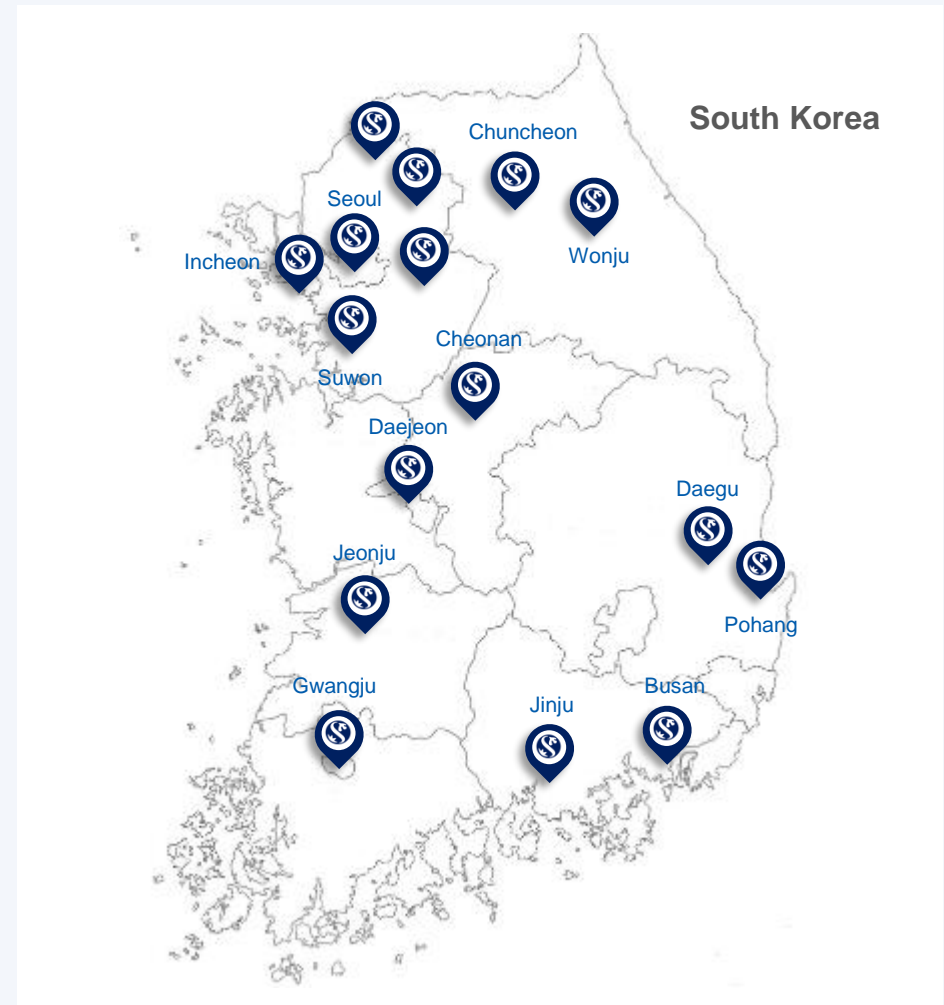 South Korea
Chuncheon
Seoul
Incheon
Wonju
Cheonan
Suwon
Daejeon
Daegu
Jeonju
Pohang
Gwangju
Busan
Jinju